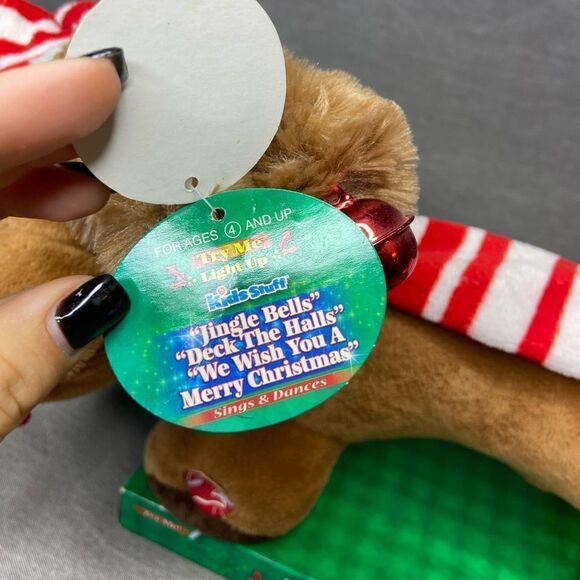 FOR AGES 4 AND UP
Try Me
Light Up
Kids Stuff
"Jingle Bells"
"Deck The Halls"
"We Wish You A
Merry Christmas"
Sings & Dances